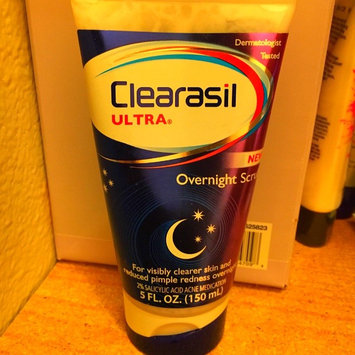 Dermatologist
Tested
Clearasil
ULTRA®
NEW
Overnight Scru
For visibly clearer skin and
reduced pimple redness overnight
2% SALICYLIC ACID ACNE MEDICATION
5 FL. OZ. (150 mL)